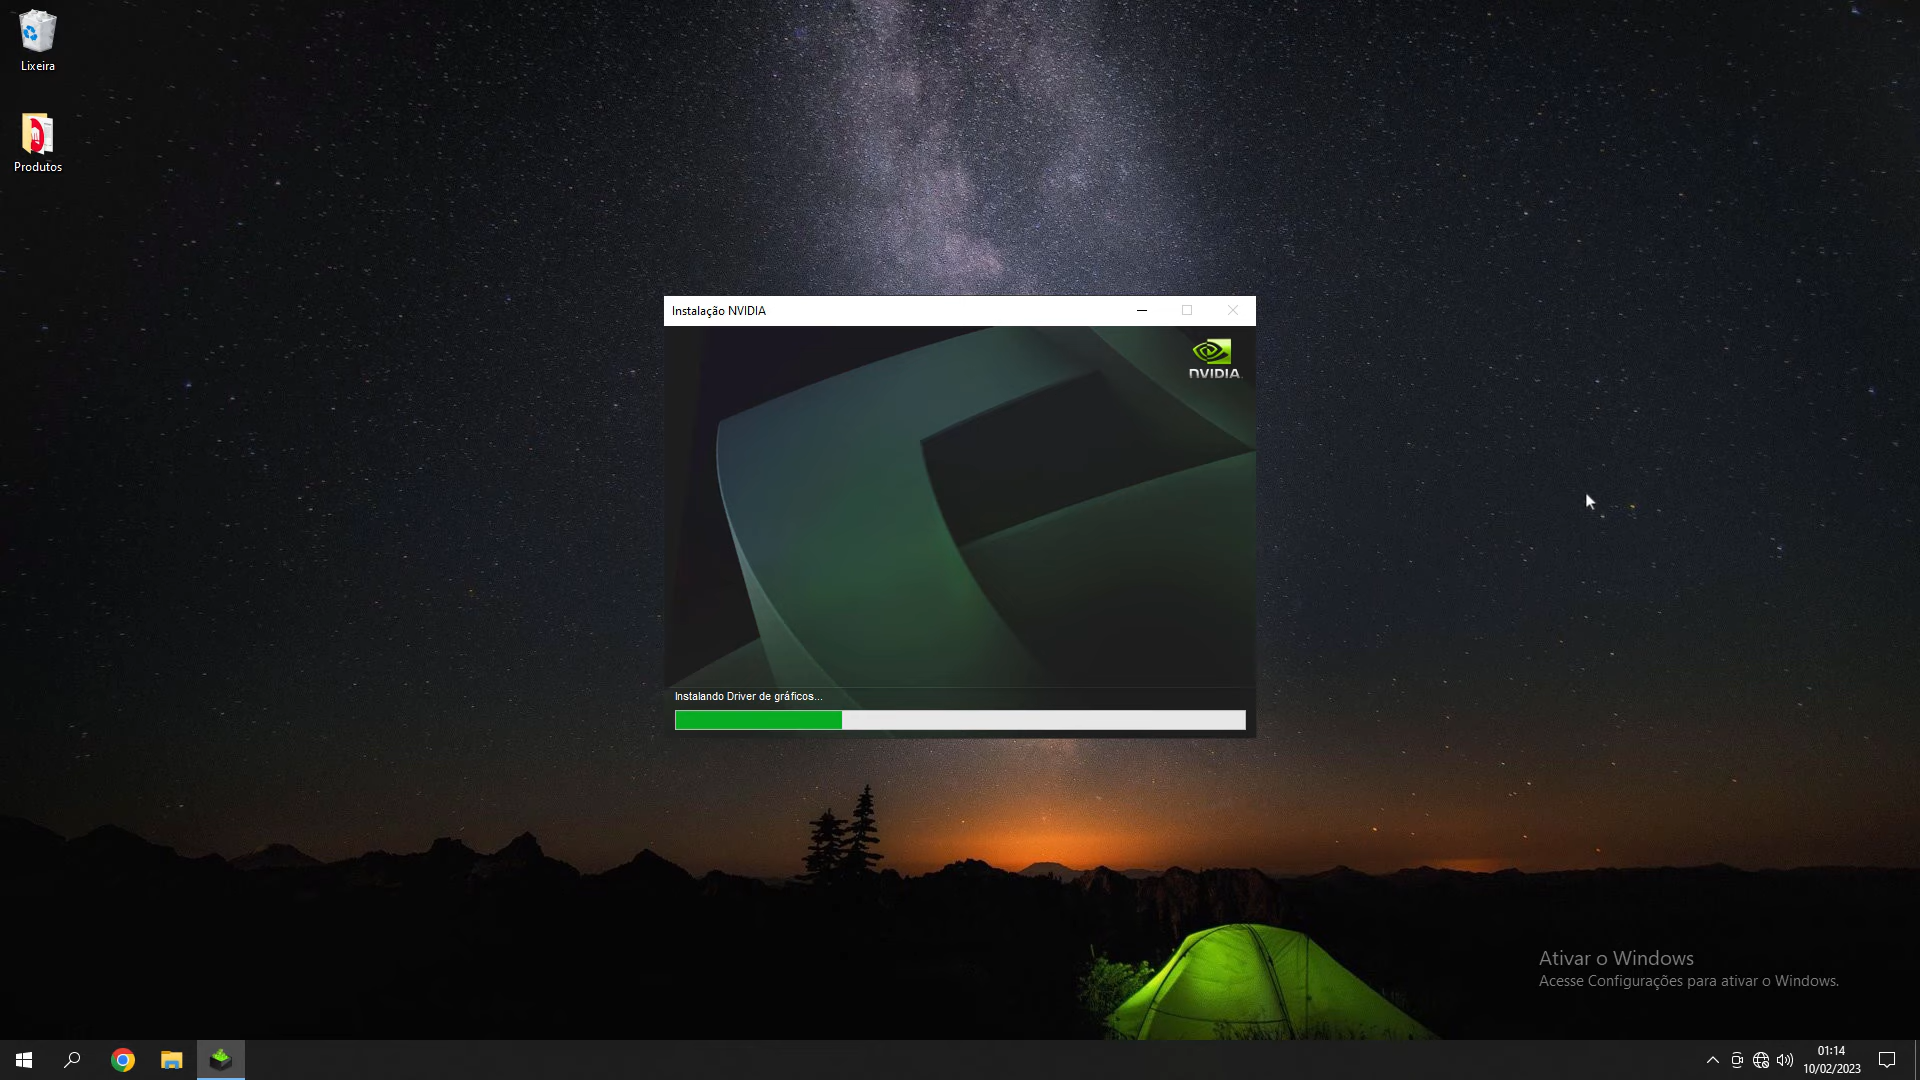 Lixeira
Produtos
Instalação NVIDIA
NVIDIA
Instalando Driver de gráficos...
Ativar o Windows
Acesse Configurações para ativar o Windows.
01:14
10/02/2023